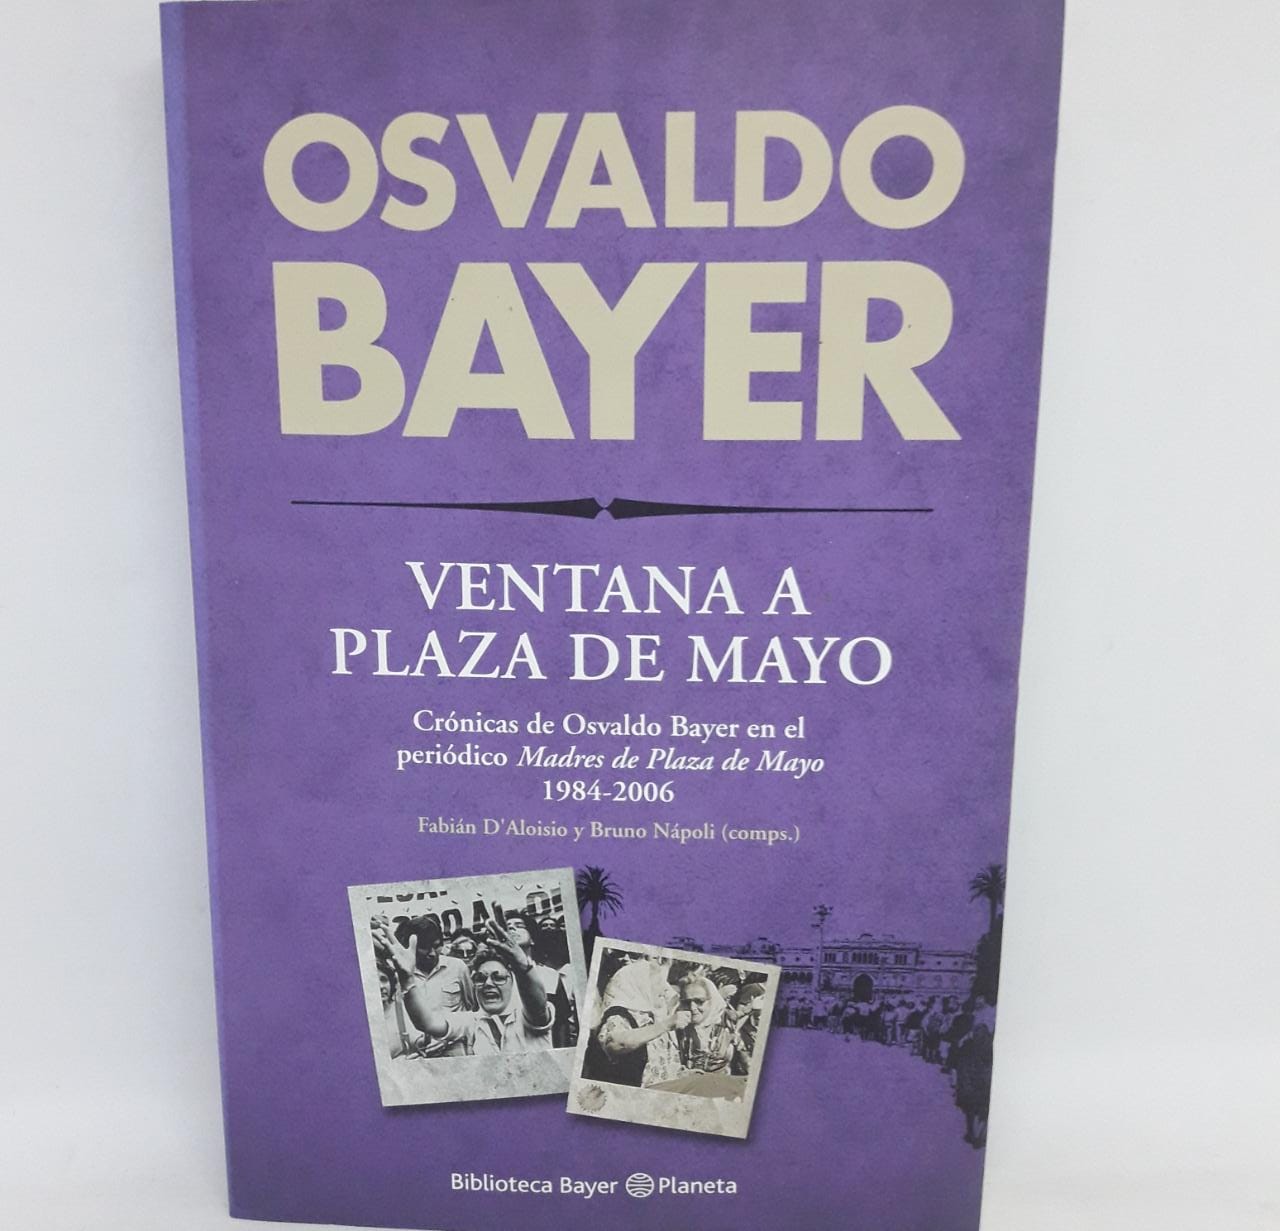 OSVALDO
BAYER
VENTANA A
PLAZA DE MAYO
Crónicas de Osvaldo Bayer en el
periódico Madres de Plaza de Mayo
1984-2006
Fabián D'Aloisio y Bruno Nápoli (comps.)
Biblioteca Bayer Planeta